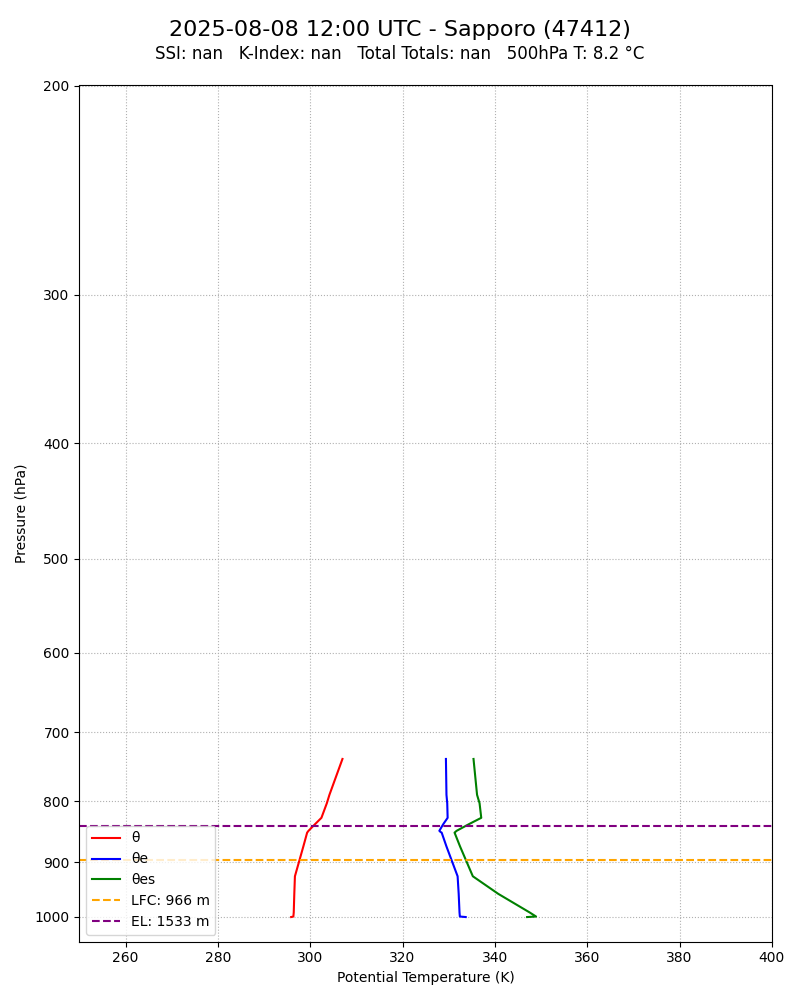 2025-08-08 12:00 UTC - Sapporo (47412)
SSI: nan   K-Index: nan   Total Totals: nan   500hPa T: 8.2 °C
200
300
400
500
600
700
800
900
1000
Pressure (hPa)
θ
θe
θes
LFC: 966 m
EL: 1533 m
260
280
300
320
340
360
380
400
Potential Temperature (K)